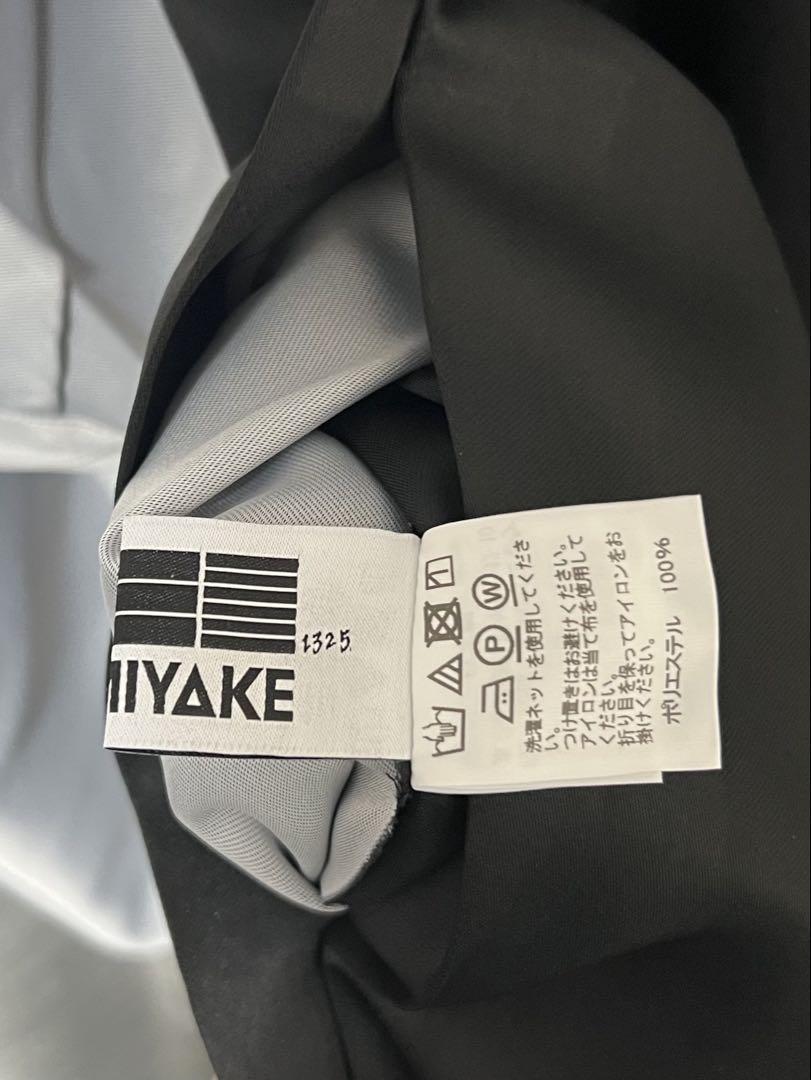 MIYAKE
132 5.
P
W
洗濯ネットを使用してくださ
い。
つけ置きはお避けください。
アイロンは当て布を使用して
ください。
折り目を保ってアイロンをお
掛けください。
ポリエステル 100%